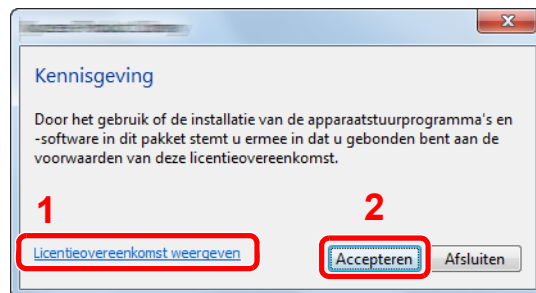 Kennisgeving
Door het gebruik of de installatie van de apparaatstuurprogramma's en
-software in dit pakket stemt u ermee in dat u gebonden bent aan de
voorwaarden van deze licentieovereenkomst.
1
2
Licentieovereenkomst weergeven
Accepteren Afsluiten